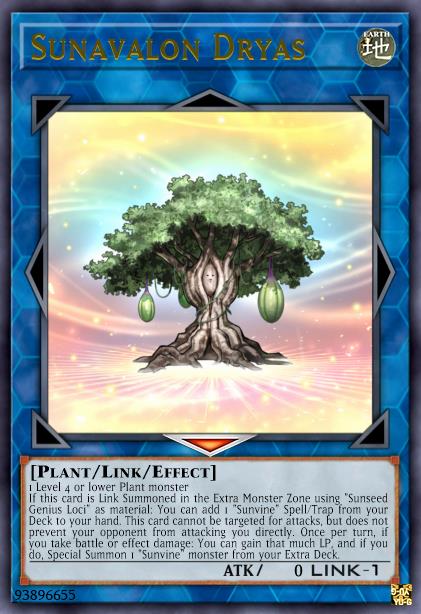 Sunavalon Dryas
EARTH
地
[Plant/Link/Effect]
1 Level 4 or lower Plant monster
If this card is Link Summoned in the Extra Monster Zone using "Sunseed
Genius Loci" as material: You can add 1 "Sunvine" Spell/Trap from your
Deck to your hand. This card cannot be targeted for attacks, but does not
prevent your opponent from attacking you directly. Once per turn, if
you take battle or effect damage: You can gain that much LP, and if you
do, Special Summon 1 "Sunvine" monster from your Extra Deck.
ATK/ 0 LINK-1
93896655